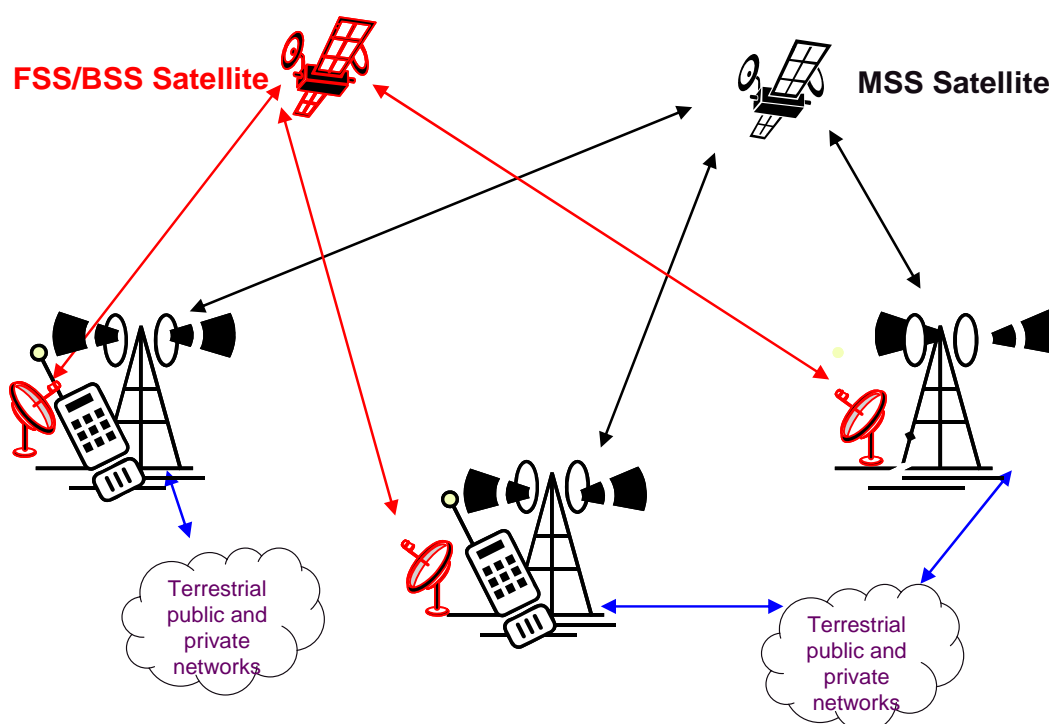 FSS/BSS Satellite
MSS Satellite
Terrestrial
public and
private
networks
Terrestrial
public and
private
networks